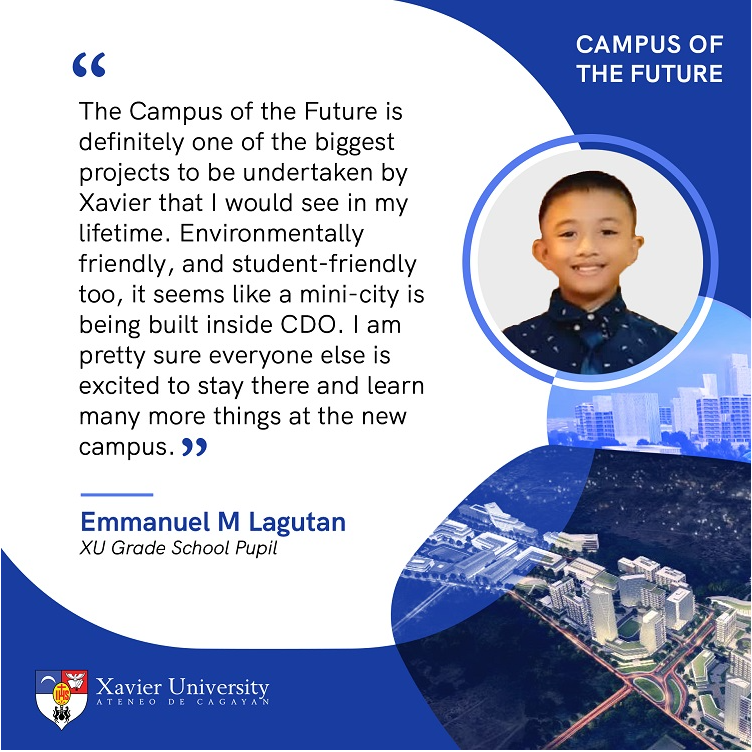 CAMPUS OF
THE FUTURE
“
The Campus of the Future is
definitely one of the biggest
projects to be undertaken by
Xavier that I would see in my
lifetime. Environmentally
friendly, and student-friendly
too, it seems like a mini-city is
being built inside CDO. I am
pretty sure everyone else is
excited to stay there and learn
many more things at the new
campus. ”
Emmanuel M Lagutan
XU Grade School Pupil
IHS
Xavier University
ATENEO DE CAGAYAN